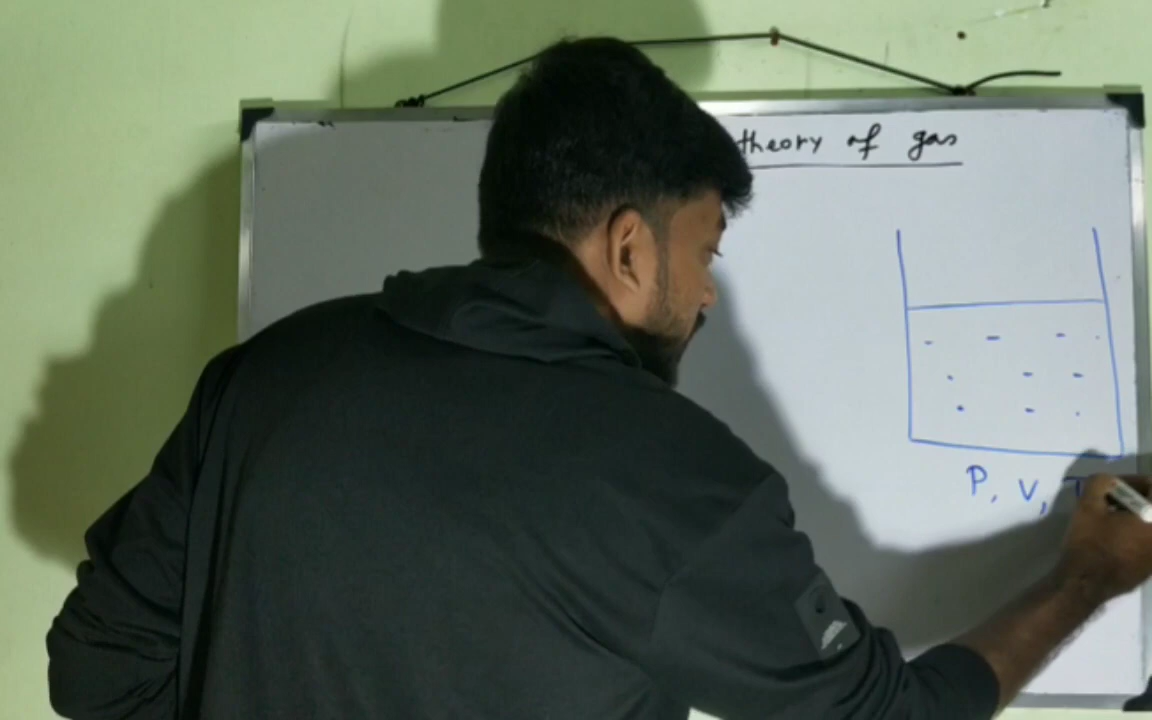 theory of gas
P, V, T